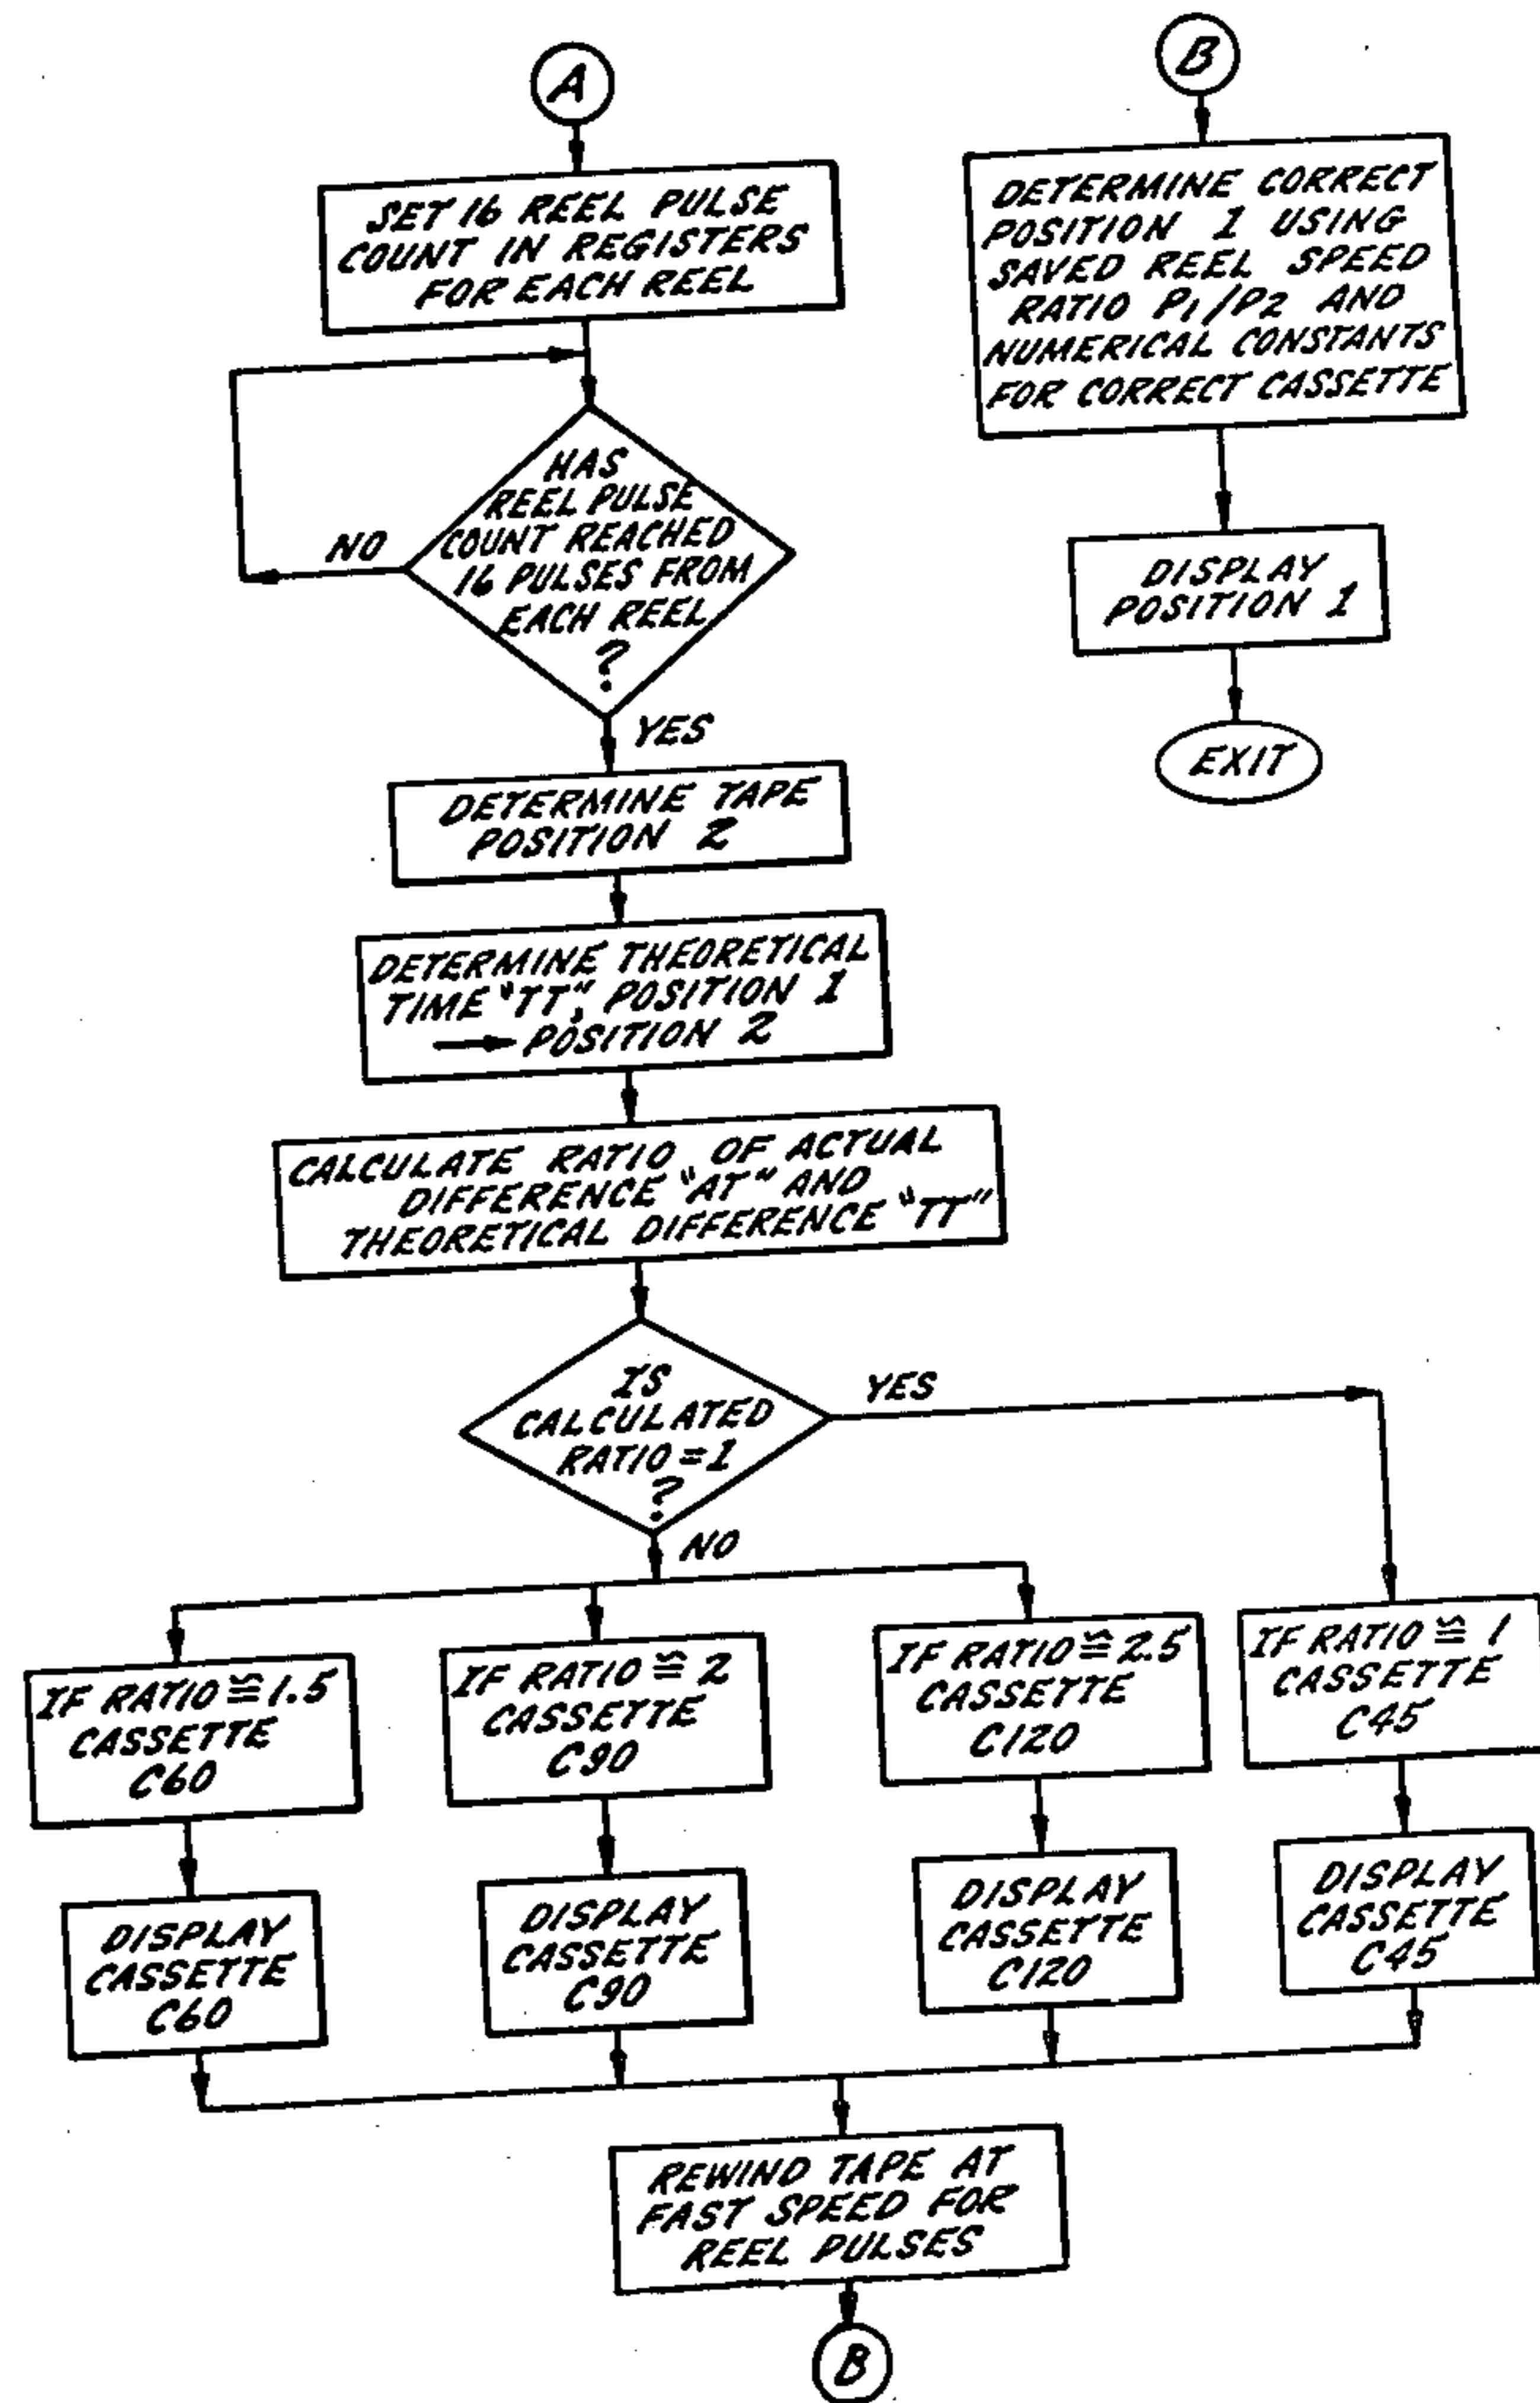 A
SET 16 REEL PULSE
COUNT IN REGISTERS
FOR EACH REEL
HAS
REEL PULSE
COUNT REACHED
16 PULSES FROM
EACH REEL
?
NO
YES
DETERMINE TAPE
POSITION 2
DETERMINE THEORETICAL
TIME "TT", POSITION 1
→ POSITION 2
CALCULATE RATIO OF ACTUAL
DIFFERENCE "AT" AND
THEORETICAL DIFFERENCE "TT"
IS
CALCULATED
RATIO=1
?
YES
NO
IF RATIO ≅ 1.5
CASSETTE
C60
IF RATIO ≅ 2
CASSETTE
C90
IF RATIO ≅ 2.5
CASSETTE
C120
IF RATIO ≅ 1
CASSETTE
C45
DISPLAY
CASSETTE
C60
DISPLAY
CASSETTE
C90
DISPLAY
CASSETTE
C120
DISPLAY
CASSETTE
C45
REWIND TAPE AT
FAST SPEED FOR
REEL PULSES
B
B
DETERMINE CORRECT
POSITION 1 USING
SAVED REEL SPEED
RATIO P1/P2 AND
NUMERICAL CONSTANTS
FOR CORRECT CASSETTE
DISPLAY
POSITION 1
EXIT